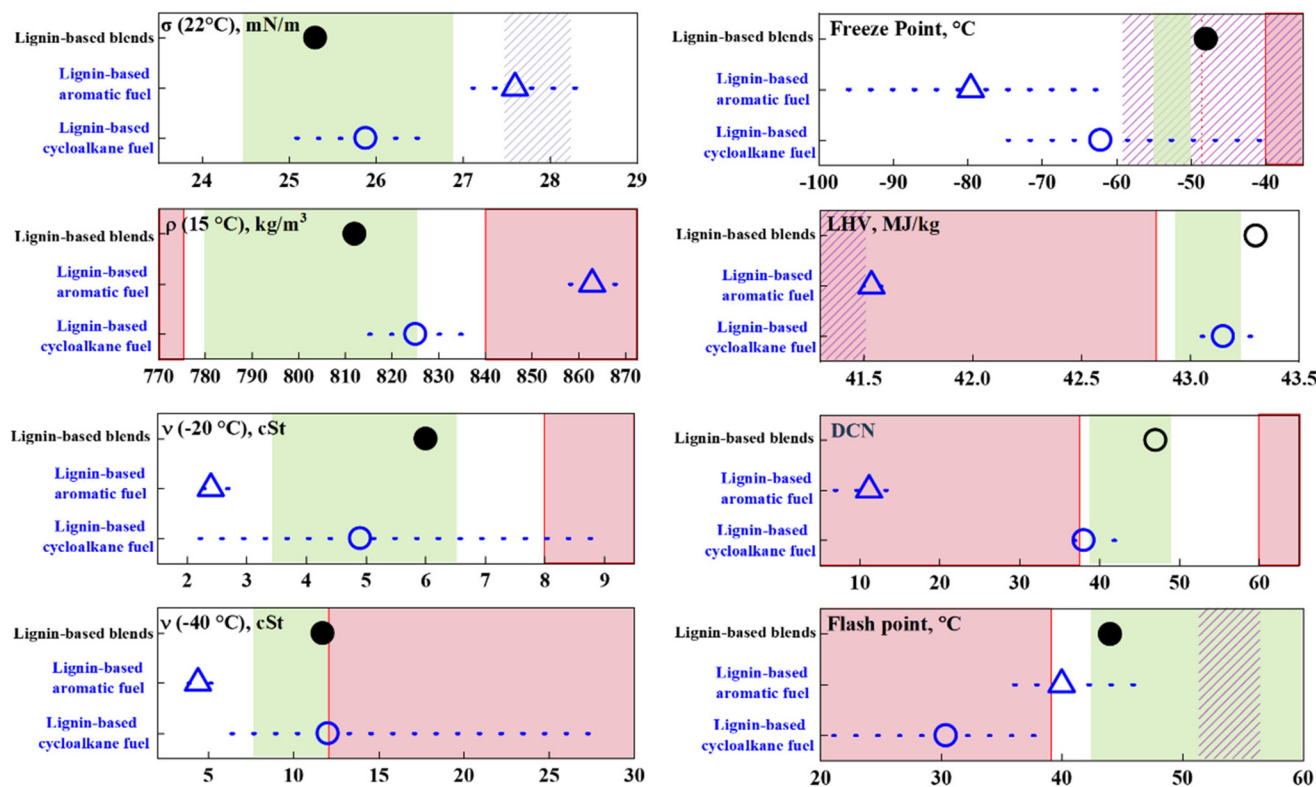 σ (22°C), mN/m
Lignin-based blends
Lignin-based
aromatic fuel
Lignin-based
cycloalkane fuel
24 25 26 27 28 29
Freeze Point, °C
Lignin-based blends
Lignin-based
aromatic fuel
Lignin-based
cycloalkane fuel
-100 -90 -80 -70 -60 -50 -40
ρ (15 °C), kg/m³
Lignin-based blends
Lignin-based
aromatic fuel
Lignin-based
cycloalkane fuel
770 780 790 800 810 820 830 840 850 860 870
LHV, MJ/kg
Lignin-based blends
Lignin-based
aromatic fuel
Lignin-based
cycloalkane fuel
41.5 42.0 42.5 43.0 43.5
ν (-20 °C), cSt
Lignin-based blends
Lignin-based
aromatic fuel
Lignin-based
cycloalkane fuel
2 3 4 5 6 7 8 9
DCN
Lignin-based blends
Lignin-based
aromatic fuel
Lignin-based
cycloalkane fuel
10 20 30 40 50 60
ν (-40 °C), cSt
Lignin-based blends
Lignin-based
aromatic fuel
Lignin-based
cycloalkane fuel
5 10 15 20 25 30
Flash point, °C
Lignin-based blends
Lignin-based
aromatic fuel
Lignin-based
cycloalkane fuel
20 30 40 50 60